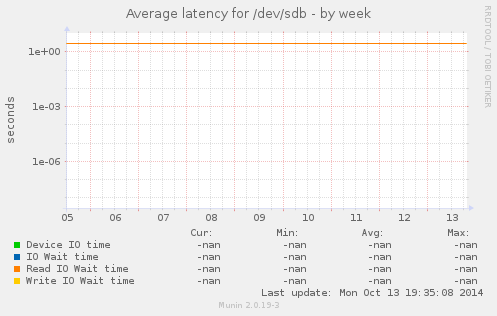 Average latency for /dev/sdb - by week
RRDTOOL / TOBI OETIKER
seconds
1e+00
1e-03
1e-06
05 06 07 08 09 10 11 12 13
Cur: Min: Avg: Max:
Device IO time -nan -nan -nan -nan
IO Wait time -nan -nan -nan -nan
Read IO Wait time -nan -nan -nan -nan
Write IO Wait time -nan -nan -nan -nan
Last update: Mon Oct 13 19:35:08 2014
Munin 2.0.19-3